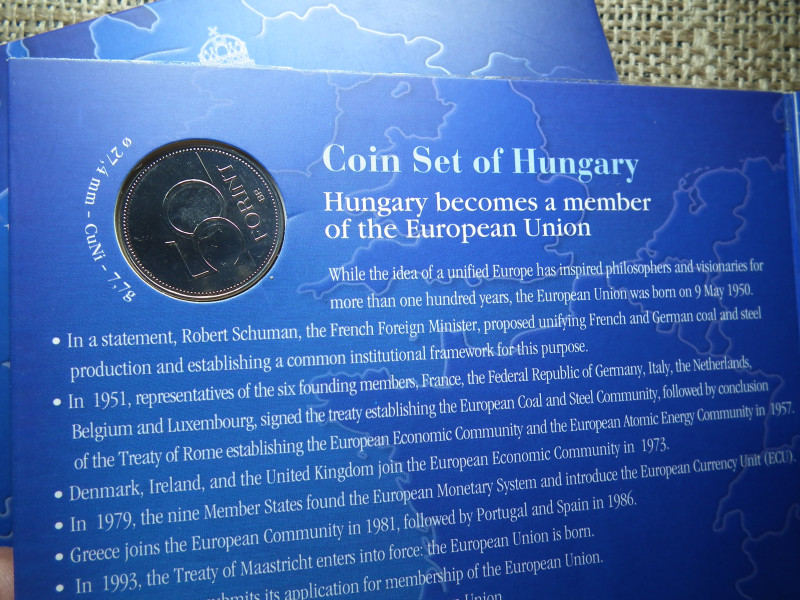 ø 27,4 mm - CuNi - 7,7g
50
FORINT
BP.
Coin Set of Hungary
Hungary becomes a member
of the European Union
While the idea of a unified Europe has inspired philosophers and visionaries for
more than one hundred years, the European Union was born on 9 May 1950.
• In a statement, Robert Schuman, the French Foreign Minister, proposed unifying French and German coal and steel
production and establishing a common institutional framework for this purpose.
• In 1951, representatives of the six founding members, France, the Federal Republic of Germany, Italy, the Netherlands,
Belgium and Luxembourg, signed the treaty establishing the European Coal and Steel Community, followed by conclusion
of the Treaty of Rome establishing the European Economic Community and the European Atomic Energy Community in 1957.
• Denmark, Ireland, and the United Kingdom join the European Economic Community in 1973.
• In 1979, the nine Member States found the European Monetary System and introduce the European Currency Unit (ECU).
• Greece joins the European Community in 1981, followed by Portugal and Spain in 1986.
• In 1993, the Treaty of Maastricht enters into force: the European Union is born.
submits its application for membership of the European Union.
Union